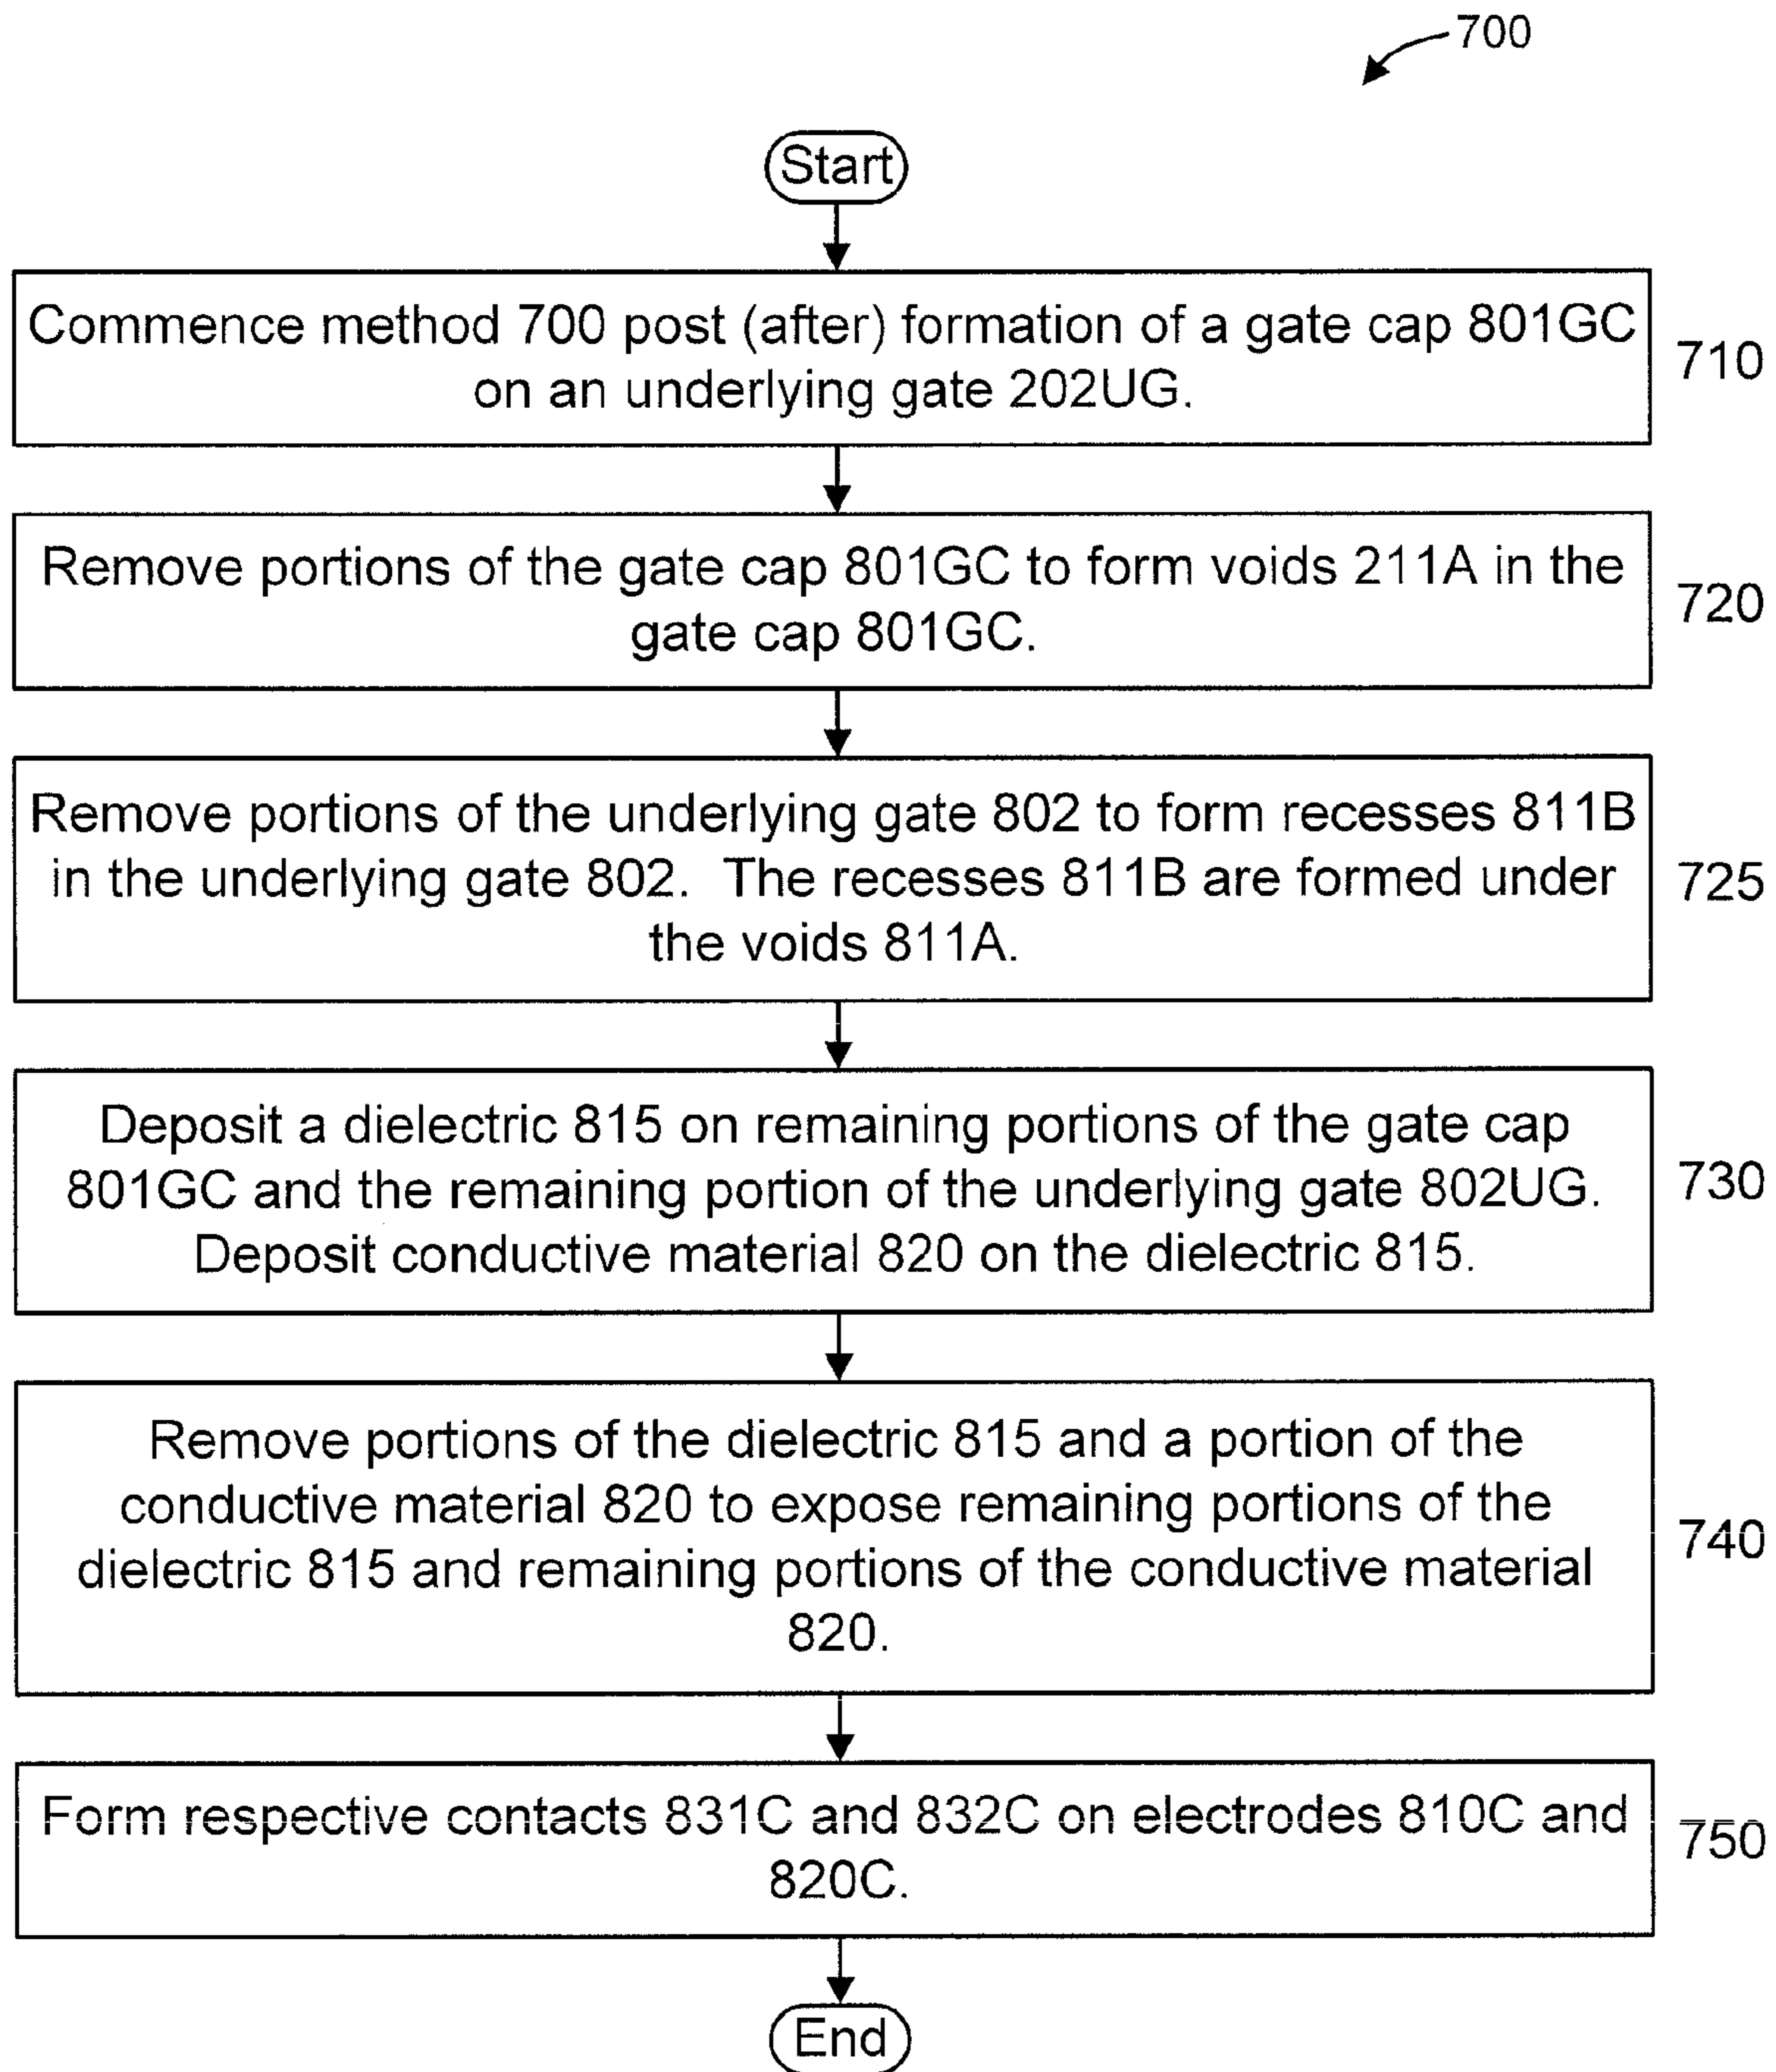 700
Start
Commence method 700 post (after) formation of a gate cap 801GC
on an underlying gate 202UG.
710
Remove portions of the gate cap 801GC to form voids 211A in the
gate cap 801GC.
720
Remove portions of the underlying gate 802 to form recesses 811B
in the underlying gate 802. The recesses 811B are formed under
the voids 811A.
725
Deposit a dielectric 815 on remaining portions of the gate cap
801GC and the remaining portion of the underlying gate 802UG.
Deposit conductive material 820 on the dielectric 815.
730
Remove portions of the dielectric 815 and a portion of the
conductive material 820 to expose remaining portions of the
dielectric 815 and remaining portions of the conductive material
820.
740
Form respective contacts 831C and 832C on electrodes 810C and
820C.
750
End